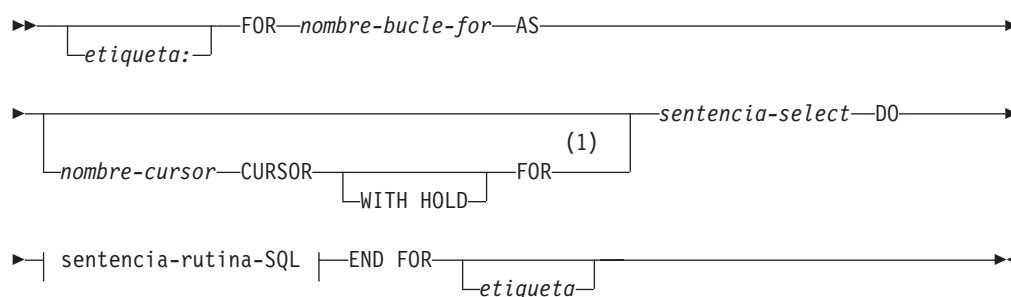 FOR nombre-bucle-for AS
etiqueta:
sentencia-select DO
(1)
nombre-cursor CURSOR FOR
WITH HOLD
sentencia-rutina-SQL END FOR
etiqueta